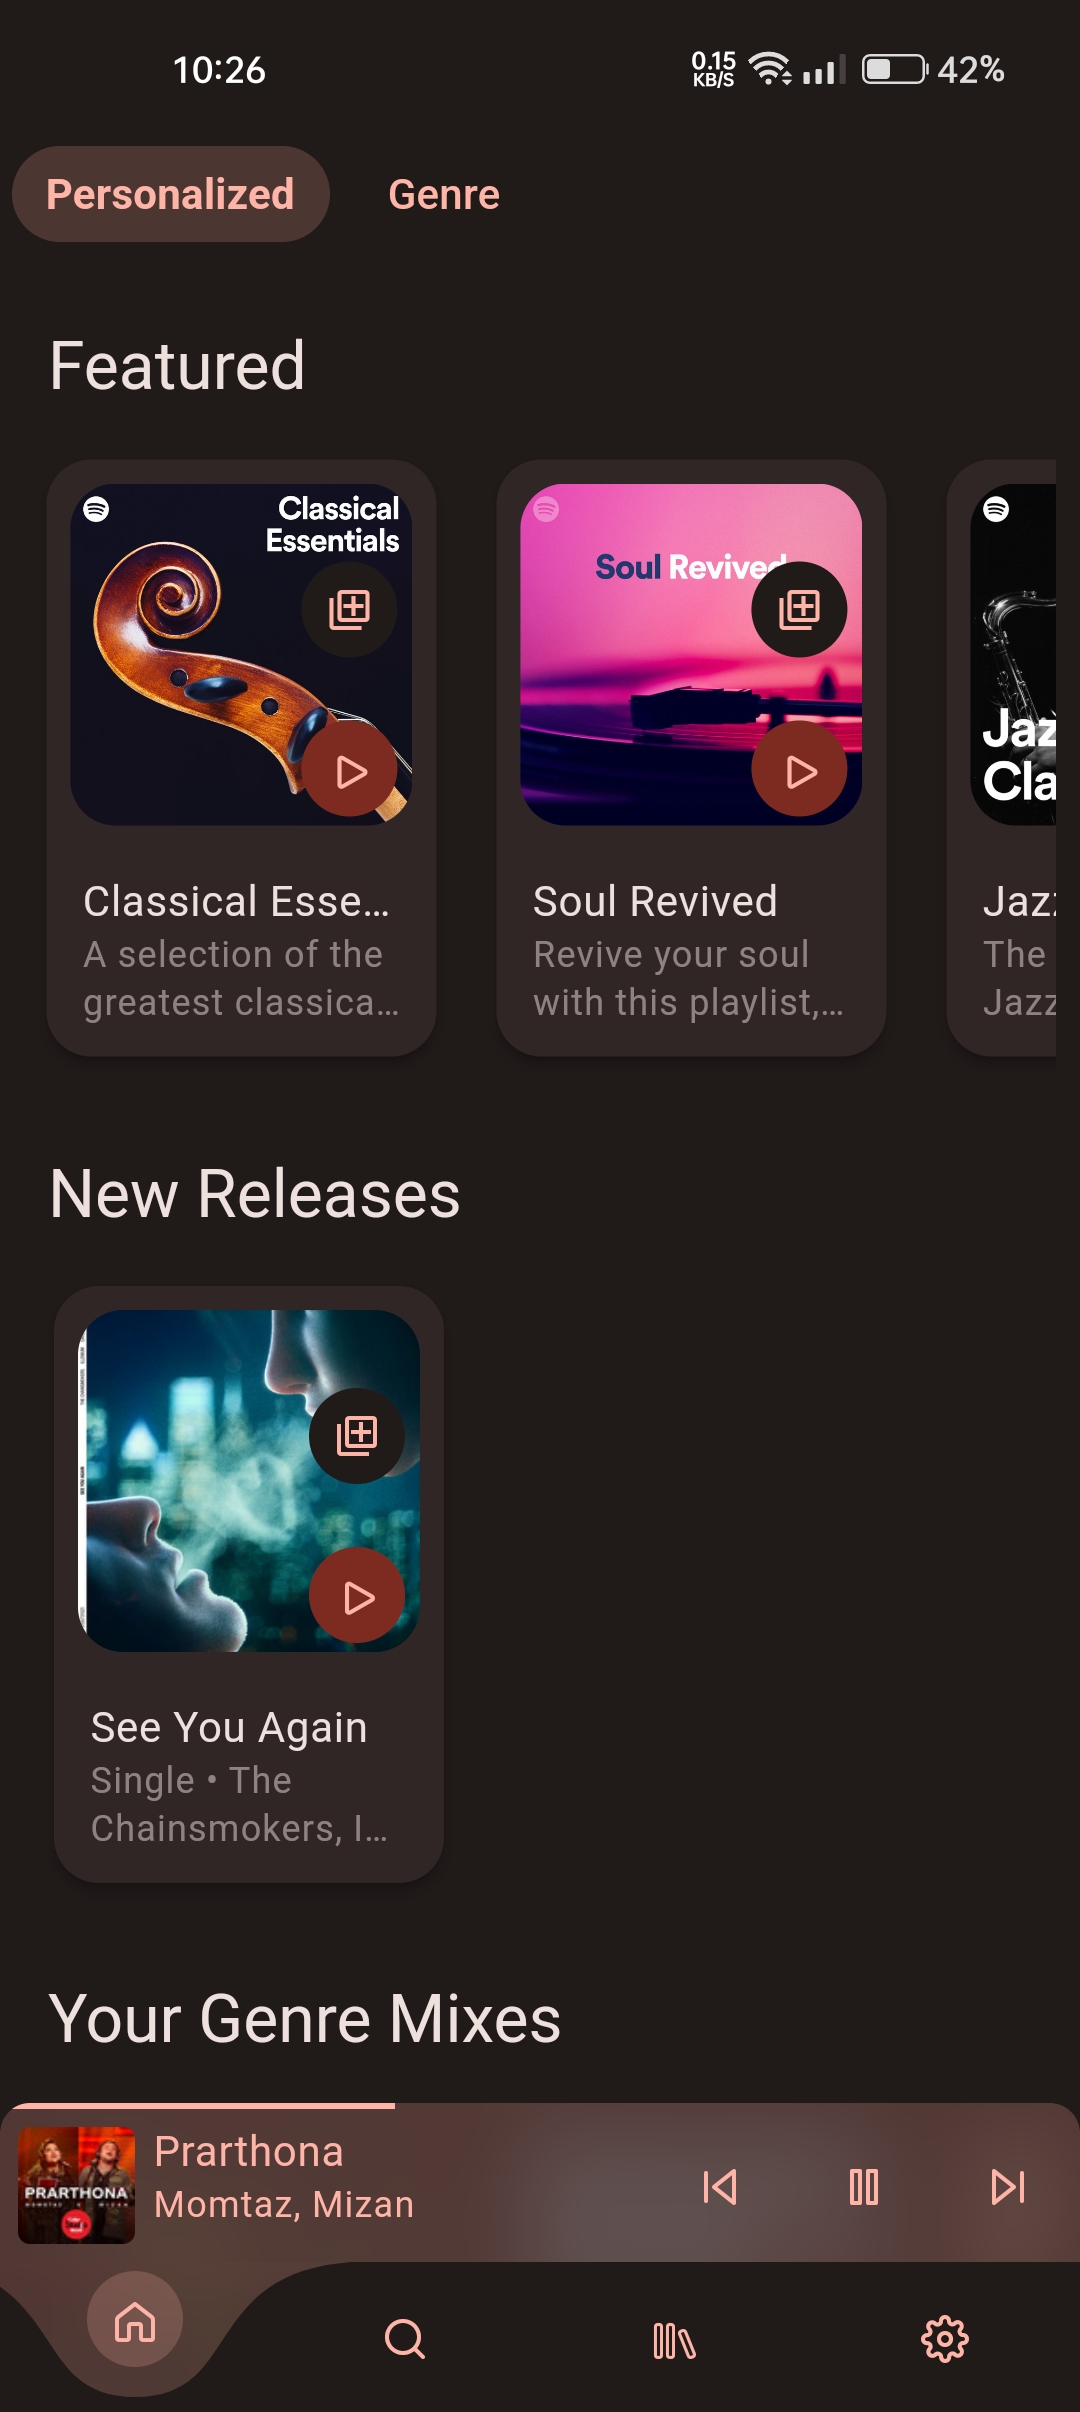 10:26
0.15
KB/S
42%
Personalized
Genre
Featured
Classical
Essentials
Soul Revived
Jaz
Cla
Classical Esse…
A selection of the
greatest classica…
Soul Revived
Revive your soul
with this playlist,…
Jaz
The
Jazz
New Releases
See You Again
Single • The
Chainsmokers, I…
Your Genre Mixes
PRARTHONA
MOMTAZ X MIZAN
Prarthona
Momtaz, Mizan